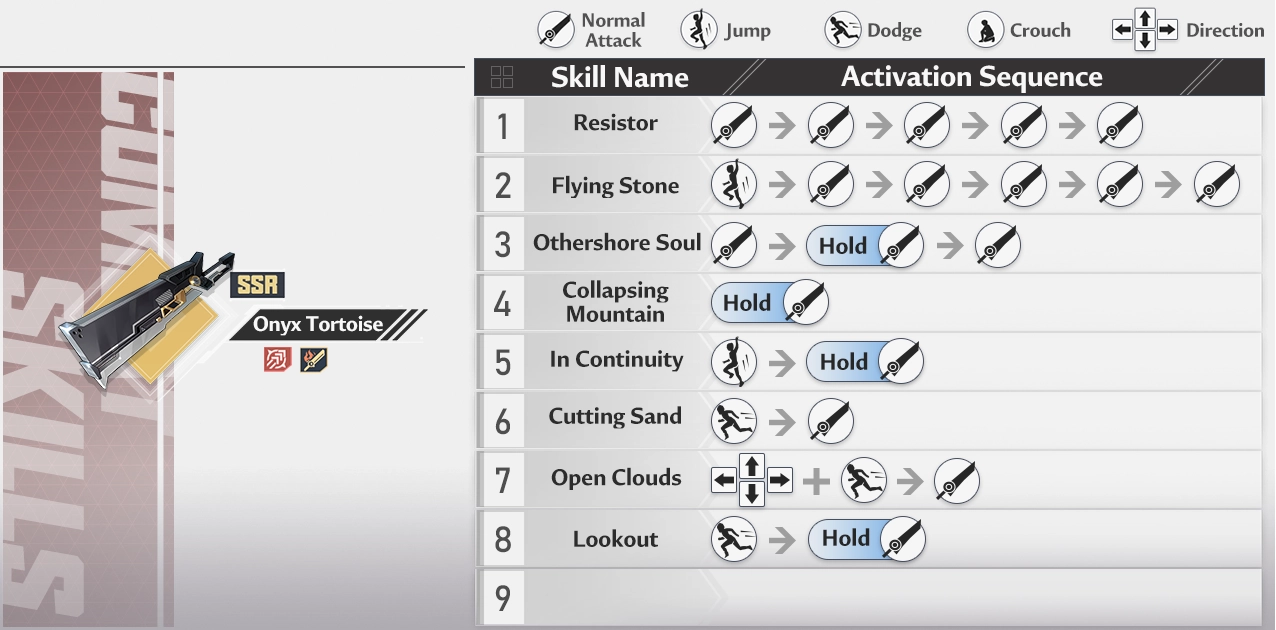 Normal
Attack
Jump
Dodge
Crouch
Direction
Skill Name
Activation Sequence
1
Resistor
2
Flying Stone
3
Othershore Soul
Hold
4
Collapsing
Mountain
Hold
5
In Continuity
Hold
6
Cutting Sand
7
Open Clouds
8
Lookout
Hold
9
SSR
Onyx Tortoise
SKILLS